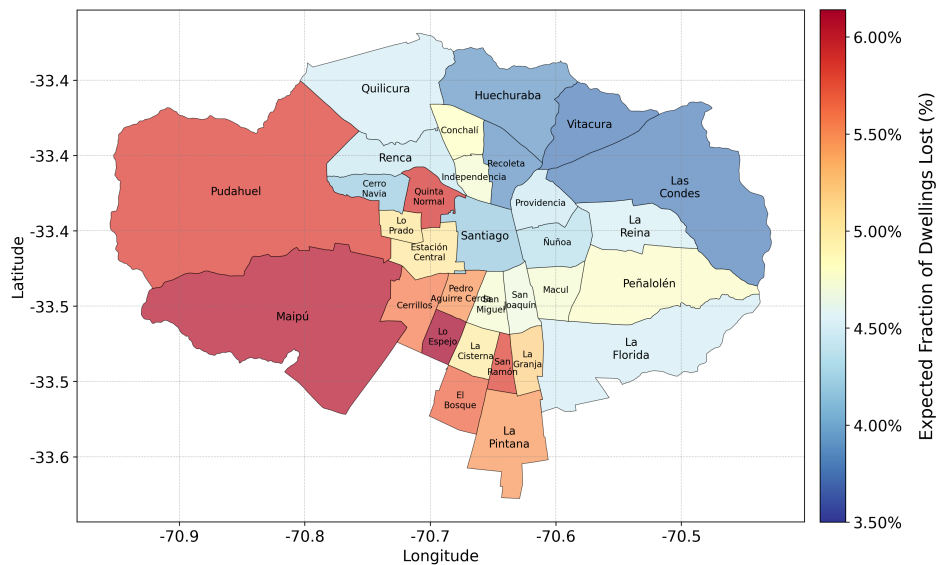 6.00%
-33.4
Quilicura
Huechuraba
Vitacura
Conchalí
5.50%
-33.4
Renca
Recoleta
Independencia
Cerro
Navia
Quinta
Normal
Pudahuel
Las
Condes
Providencia
Lo
Prado
La
Reina
5.00%
-33.4
Santiago
Ñuñoa
Estación
Central
Latitude
Expected Fraction of Dwellings Lost (%)
Peñalolén
Macul
Pedro
Aguirre Cerda
San
Miguel
San
Joaquín
Cerrillos
4.50%
-33.5
Maipú
Lo
Espejo
La
Cisterna
La
Granja
La
Florida
San
Ramón
-33.5
El
Bosque
4.00%
La
Pintana
-33.6
3.50%
-70.9
-70.8
-70.7
-70.6
-70.5
Longitude